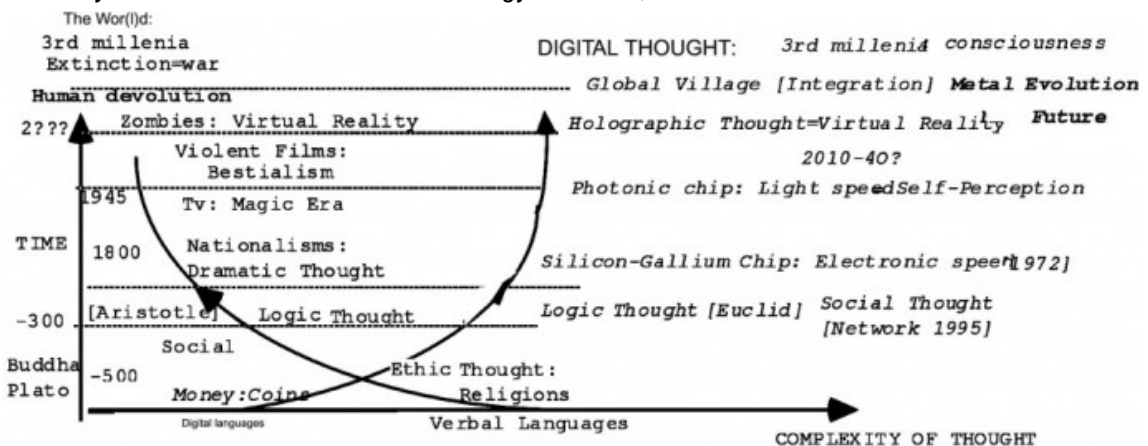 The Wor(l)d:
3rd millenia
Extinction=war
DIGITAL THOUGHT: 3rd millenia consciousness
Global Village [Integration] Metal Evolution
Human devolution
2???
Zombies: Virtual Reality
Holographic Thought=Virtual Reality Future
Violent Films:
Bestialism
2010-40?
1945
Photonic chip: Light speed Self-Perception
Tv: Magic Era
TIME
1800
Nationalisms:
Dramatic Thought
Silicon-Gallium Chip: Electronic speed 1972]
-300
[Aristotle] Logic Thought
Logic Thought [Euclid]
Social Thought
[Network 1995]
Social
Buddha
Plato
-500
Ethic Thought:
Religions
Money:Coins
Digital languages
Verbal Languages
COMPLEXITY OF THOUGHT